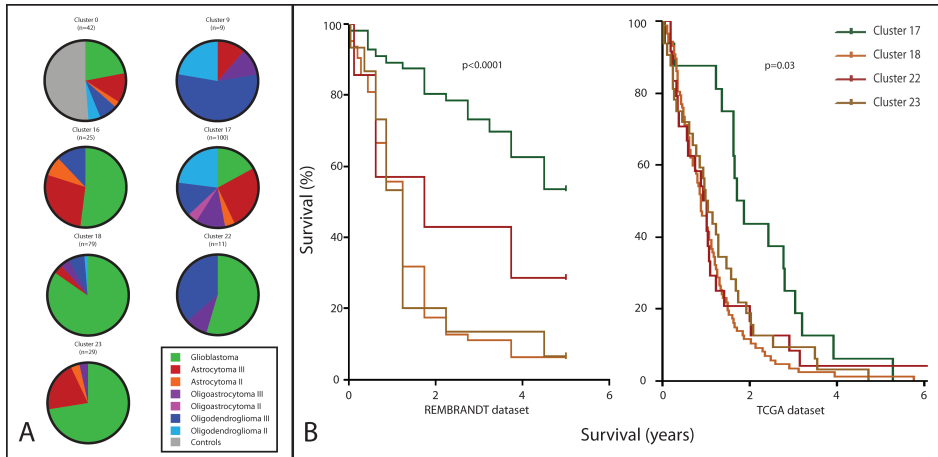 Cluster 0
(n=42)
Cluster 9
(n=9)
Cluster 16
(n=25)
Cluster 17
(n=100)
Cluster 18
(n=79)
Cluster 22
(n=11)
Cluster 23
(n=29)
Glioblastoma
Astrocytoma III
Astrocytoma II
Oligoastrocytoma III
Oligoastrocytoma II
Oligodendroglioma III
Oligodendroglioma II
Controls
A
Survival (%)
100
80
60
40
20
0
0
2
4
6
p<0.0001
REMBRANDT dataset
100
80
60
40
20
0
0
2
4
6
p=0.03
Cluster 17
Cluster 18
Cluster 22
Cluster 23
TCGA dataset
Survival (years)
B